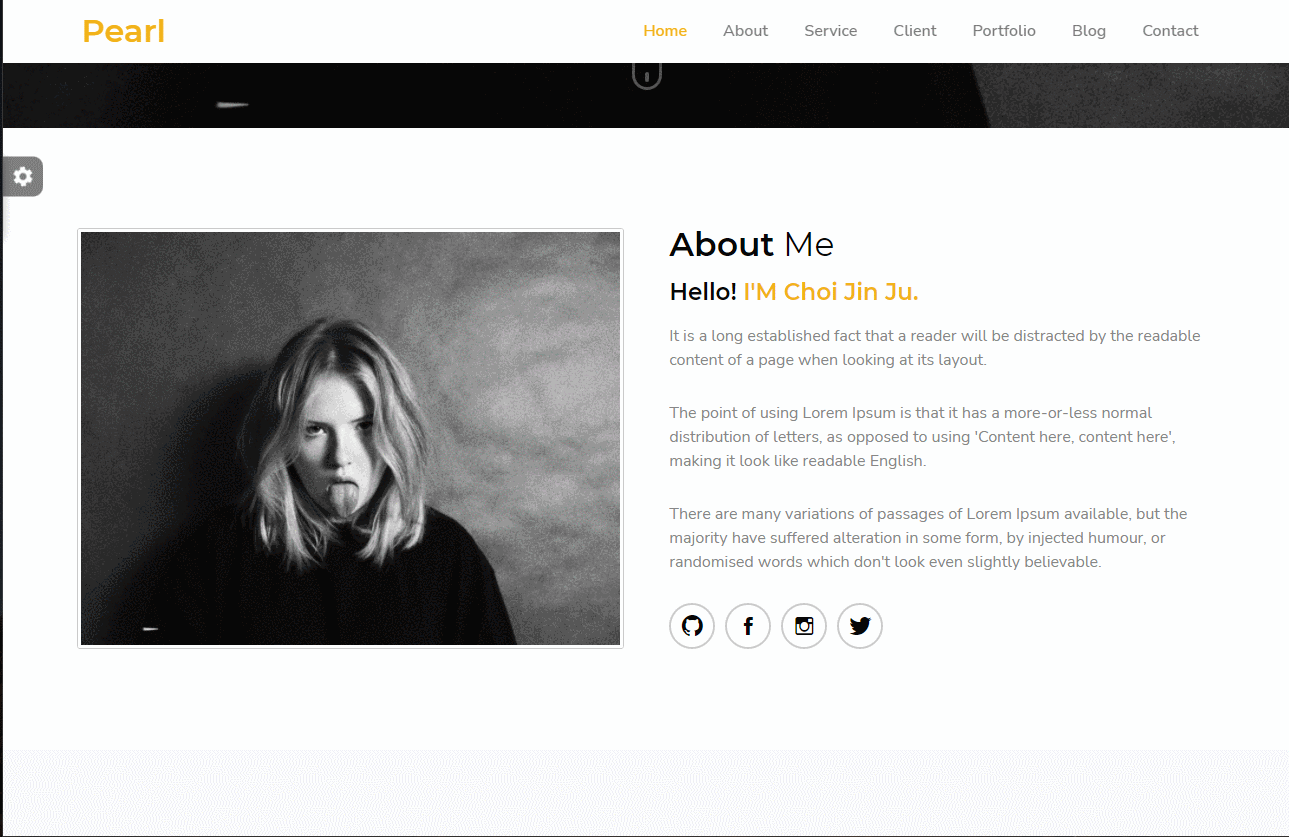 Pearl
Home About Service Client Portfolio Blog Contact
About Me
Hello! I'M Choi Jin Ju.
It is a long established fact that a reader will be distracted by the readable
content of a page when looking at its layout.
The point of using Lorem Ipsum is that it has a more-or-less normal
distribution of letters, as opposed to using 'Content here, content here',
making it look like readable English.
There are many variations of passages of Lorem Ipsum available, but the
majority have suffered alteration in some form, by injected humour, or
randomised words which don't look even slightly believable.